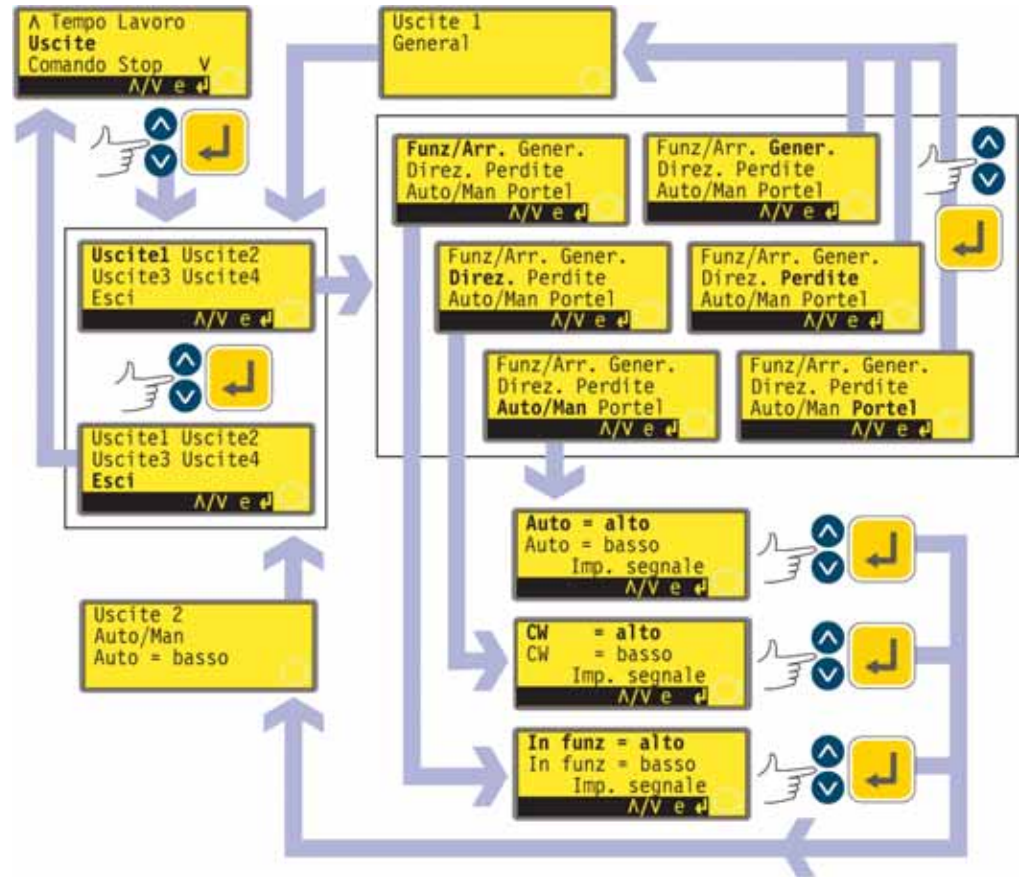 Λ Tempo Lavoro
Uscite
Comando Stop V
Λ/V e ↲
Uscite 1
General
Funz/Arr. Gener.
Direz. Perdite
Auto/Man Portel
Λ/V e ↲
Funz/Arr. Gener.
Direz. Perdite
Auto/Man Portel
Λ/V e ↲
Uscite1 Uscite2
Uscite3 Uscite4
Esci
Λ/V e ↲
Funz/Arr. Gener.
Direz. Perdite
Auto/Man Portel
Λ/V e ↲
Funz/Arr. Gener.
Direz. Perdite
Auto/Man Portel
Λ/V e ↲
Funz/Arr. Gener.
Direz. Perdite
Auto/Man Portel
Λ/V e ↲
Funz/Arr. Gener.
Direz. Perdite
Auto/Man Portel
Λ/V e ↲
Uscite1 Uscite2
Uscite3 Uscite4
Esci
Λ/V e ↲
Auto = alto
Auto = basso
Imp. segnale
Λ/V e ↲
Uscite 2
Auto/Man
Auto = basso
CW = alto
CW = basso
Imp. segnale
Λ/V e ↲
In funz = alto
In funz = basso
Imp. segnale
Λ/V e ↲